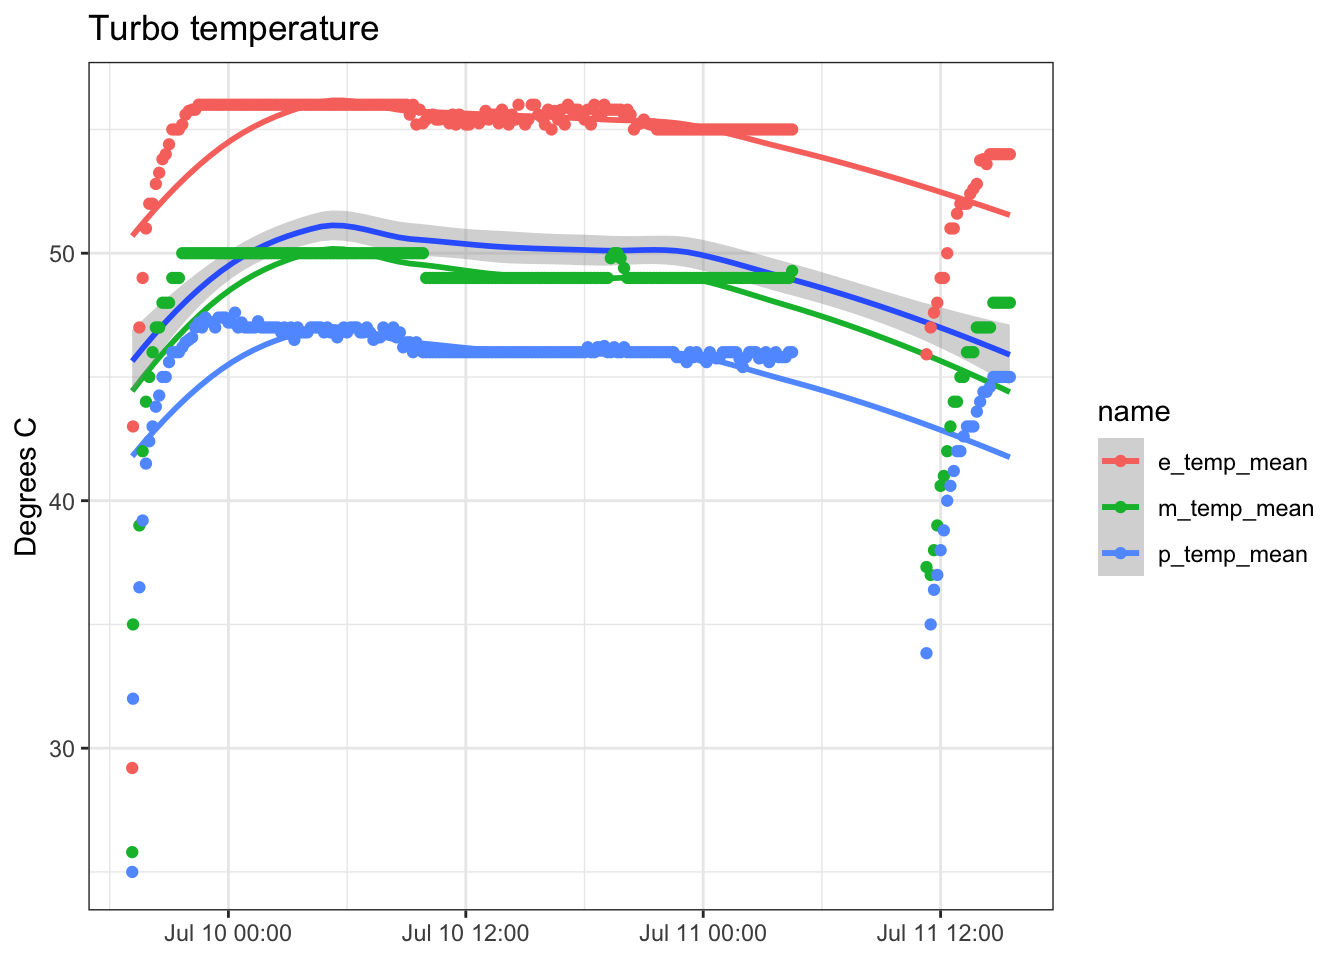 Turbo temperature
Degrees C
50
40
30
Jul 10 00:00
Jul 10 12:00
Jul 11 00:00
Jul 11 12:00
name
e_temp_mean
m_temp_mean
p_temp_mean